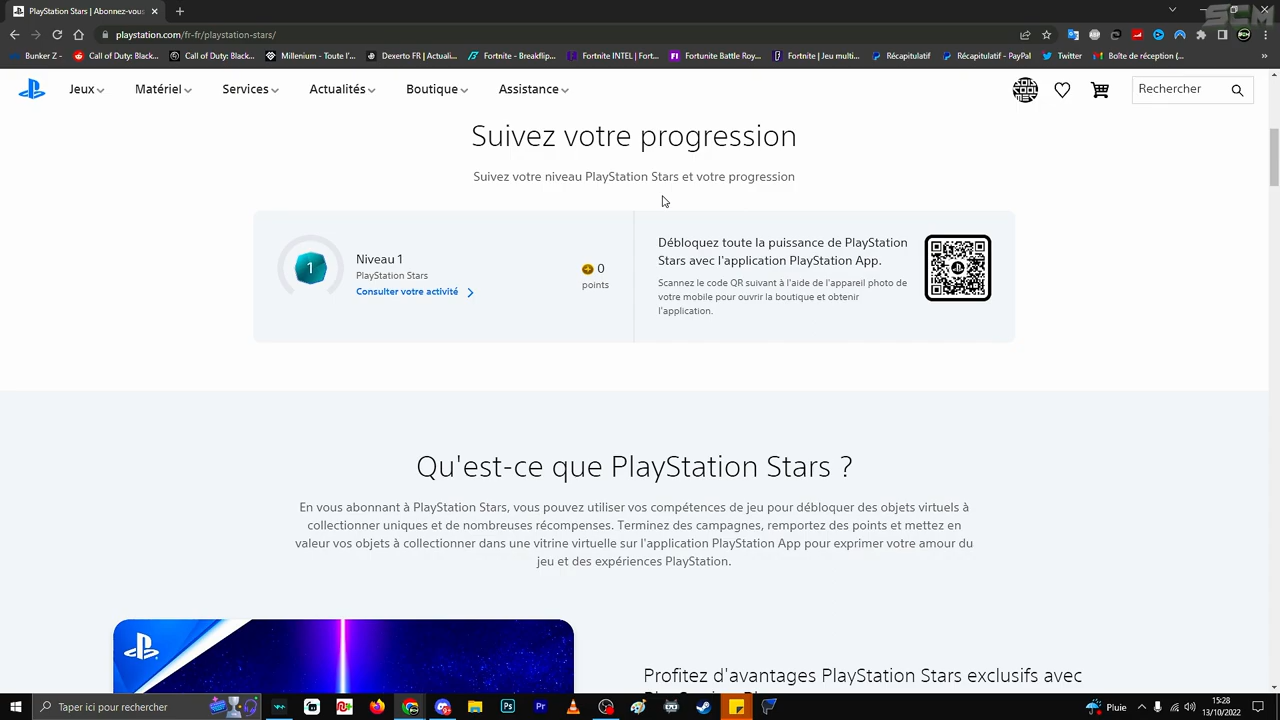 PlayStation Stars | Abonnez-vous
SCM
playstation.com/fr-fr/playstation-stars/
Bunker Z -
Call of Duty: Black...
Call of Duty: Black...
Millenium - Toute l'...
Dexerto FR | Actuali...
Fortnite - Breakflip...
Fortnite INTEL | Fort...
Fortunite Battle Roy...
Fortnite | Jeu multi...
Récapitulatif
Récapitulatif - PayPal
Twitter
Boîte de réception (...
Jeux
Matériel
Services
Actualités
Boutique
Assistance
Rechercher
Suivez votre progression
Suivez votre niveau PlayStation Stars et votre progression
1
Niveau 1
PlayStation Stars
Consulter votre activité
0
points
Débloquez toute la puissance de PlayStation
Stars avec l'application PlayStation App.
Scannez le code QR suivant à l'aide de l'appareil photo de
votre mobile pour ouvrir la boutique et obtenir
l'application.
Qu'est-ce que PlayStation Stars ?
En vous abonnant à PlayStation Stars, vous pouvez utiliser vos compétences de jeu pour débloquer des objets virtuels à
collectionner uniques et de nombreuses récompenses. Terminez des campagnes, remportez des points et mettez en
valeur vos objets à collectionner dans une vitrine virtuelle sur l'application PlayStation App pour exprimer votre amour du
jeu et des expériences PlayStation.
Profitez d'avantages PlayStation Stars exclusifs avec
Taper ici pour rechercher
Ps
Pr
Pluie
15:28
13/10/2022